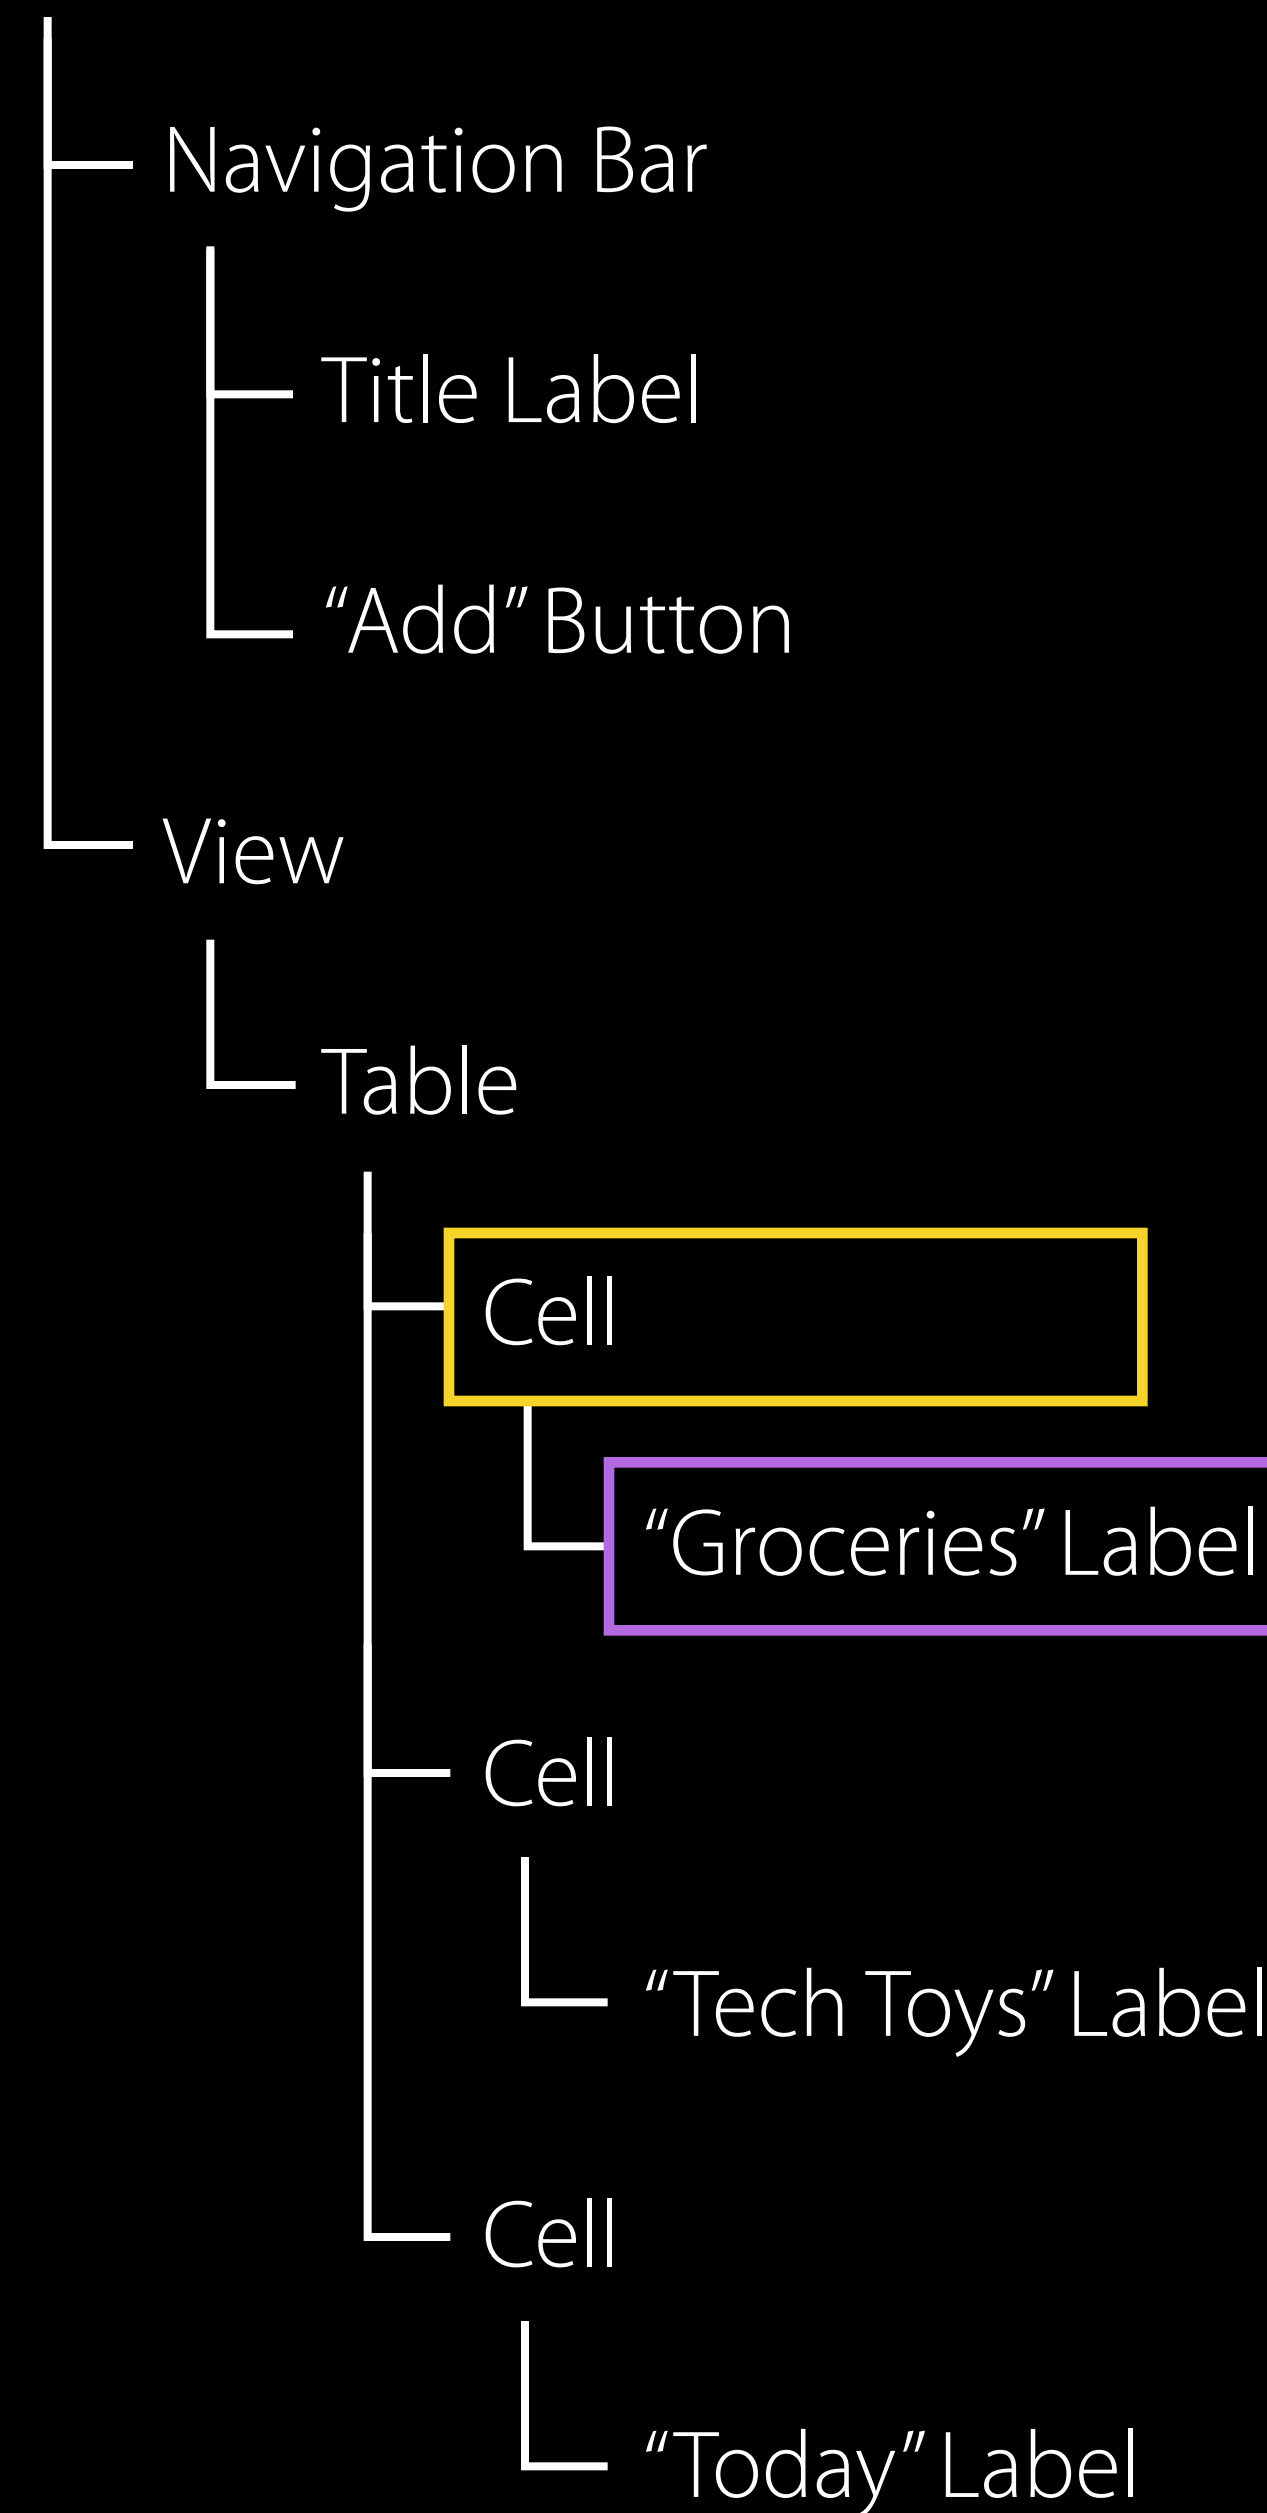 Navigation Bar
Title Label
“Add” Button
View
Table
Cell
“Groceries” Label
Cell
“Tech Toys” Label
Cell
“Today” Label